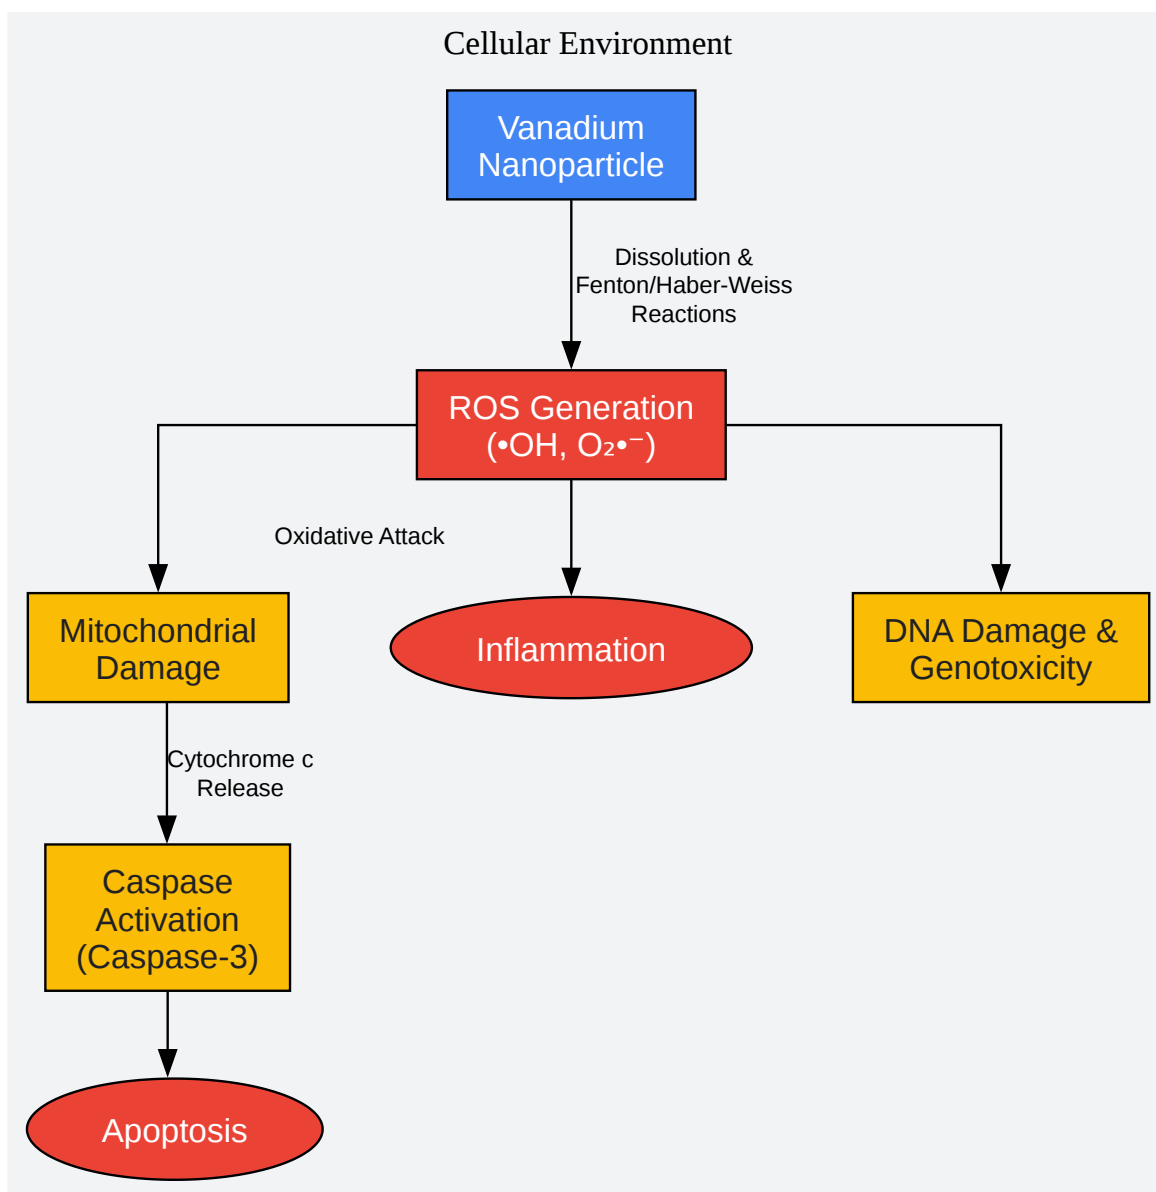 Cellular Environment
Vanadium
Nanoparticle
Dissolution &
Fenton/Haber-Weiss
Reactions
ROS Generation
(•OH, O₂•⁻)
Oxidative Attack
Mitochondrial
Damage
Inflammation
DNA Damage &
Genotoxicity
Cytochrome c
Release
Caspase
Activation
(Caspase-3)
Apoptosis